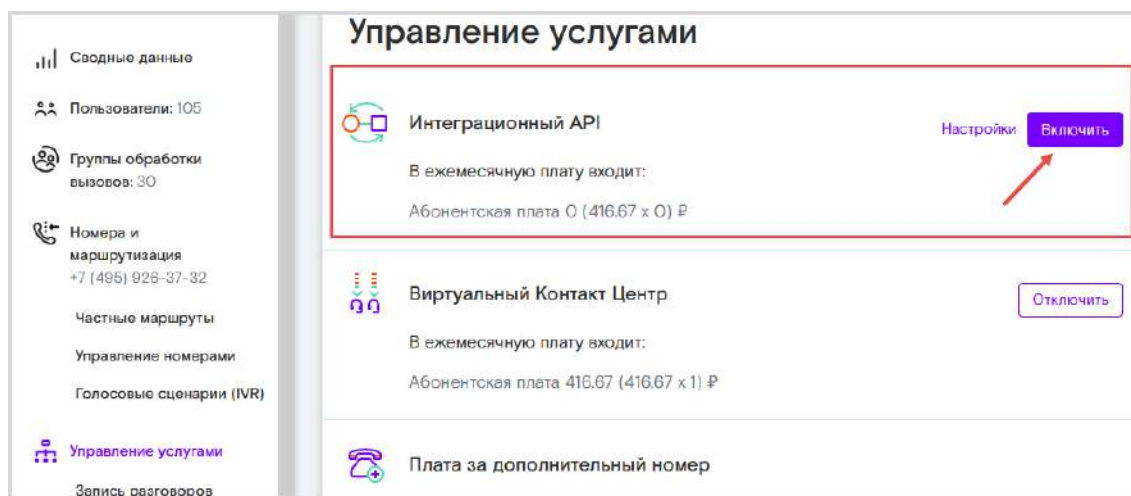 Сводные данные
Пользователи: 105
Группы обработки
вызовов: 30
Номера и
маршрутизация
+7 (495) 926-37-32
Частные маршруты
Управление номерами
Голосовые сценарии (IVR)
Управление услугами
Запись разговоров
Управление услугами
Интеграционный API
Настройки
Включить
В ежемесячную плату входит:
Абонентская плата 0 (416.67 x 0) ₽
Виртуальный Контакт Центр
Отключить
В ежемесячную плату входит:
Абонентская плата 416.67 (416.67 x 1) ₽
Плата за дополнительный номер